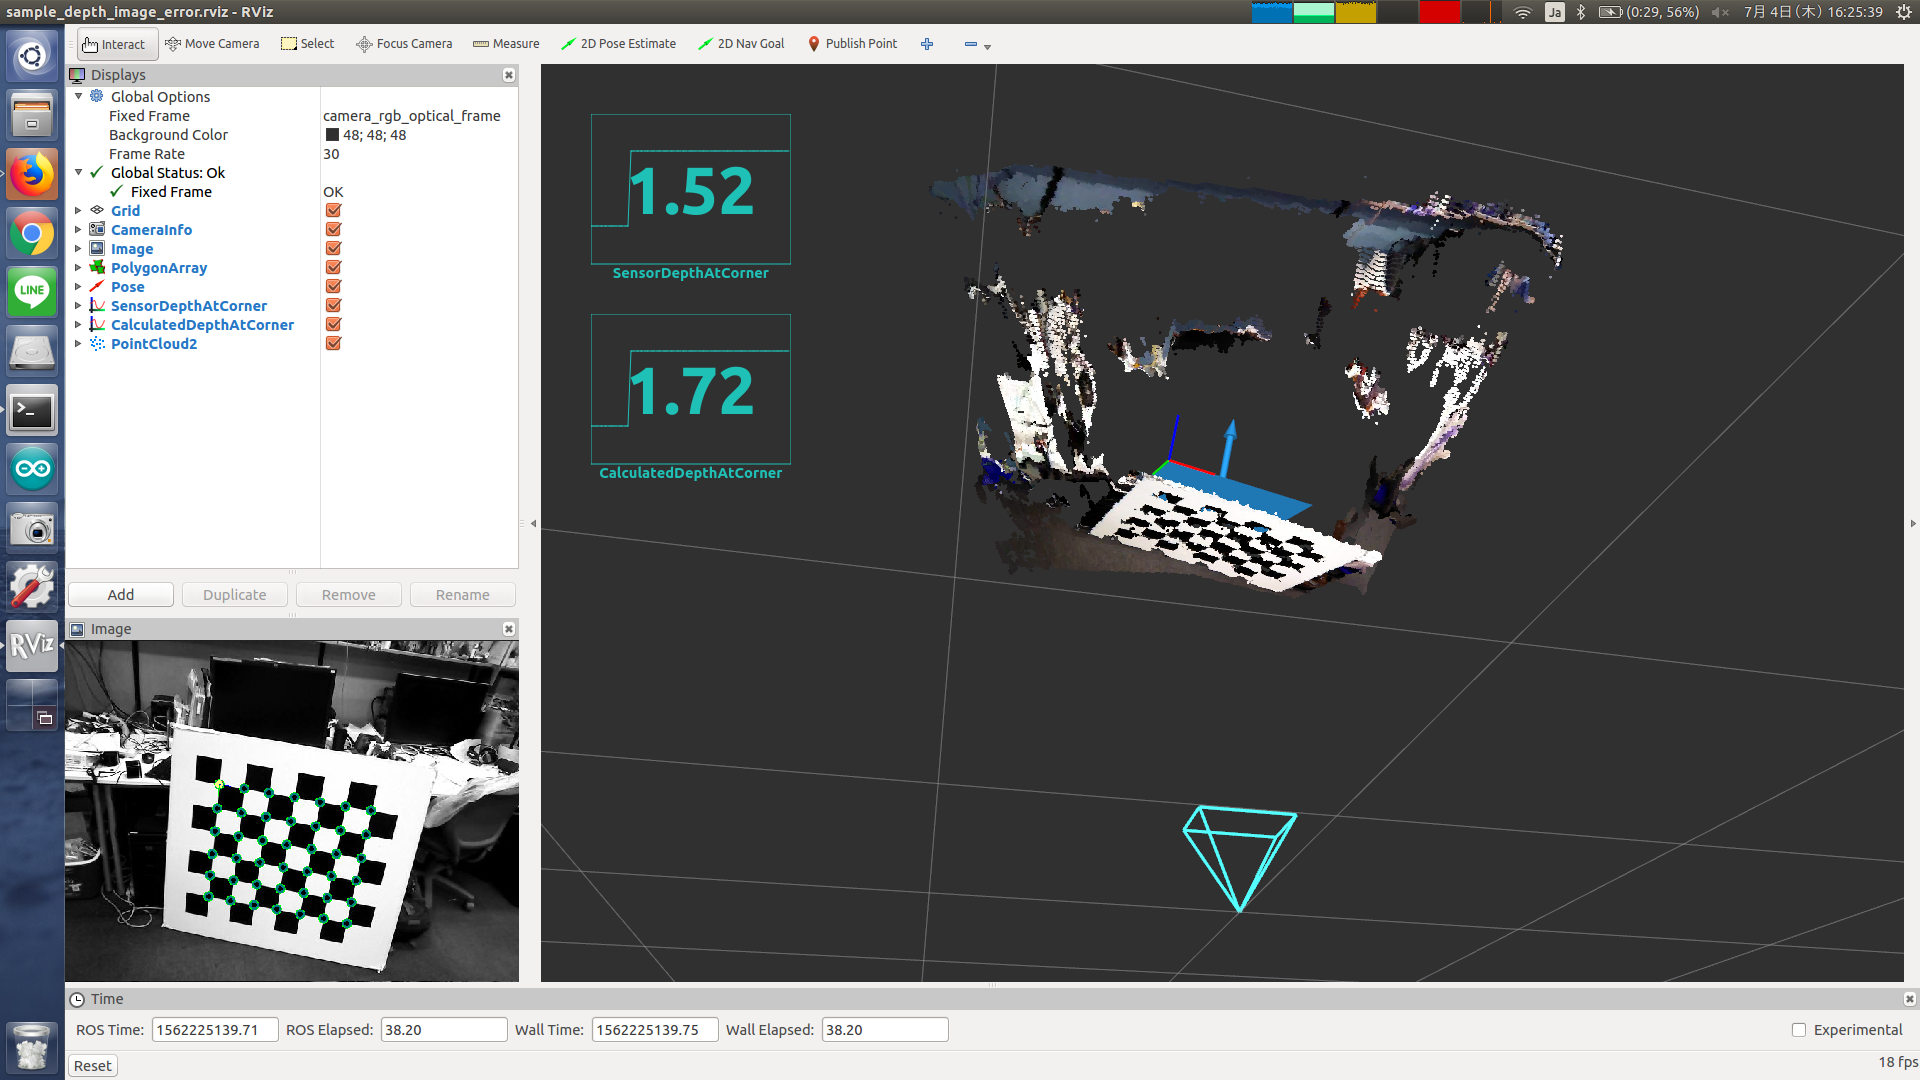 sample_depth_image_error.rviz - RViz
Ja
(0:29, 56%)
7月 4日(木) 16:25:39
Interact
Move Camera
Select
Focus Camera
Measure
2D Pose Estimate
2D Nav Goal
Publish Point
Displays
Global Options
Fixed Frame camera_rgb_optical_frame
Background Color 48; 48; 48
Frame Rate 30
Global Status: Ok
Fixed Frame OK
Grid
CameraInfo
Image
PolygonArray
Pose
SensorDepthAtCorner
CalculatedDepthAtCorner
PointCloud2
Add
Duplicate
Remove
Rename
Image
LINE
RViz
1.52
SensorDepthAtCorner
1.72
CalculatedDepthAtCorner
Time
ROS Time: 1562225139.71
ROS Elapsed: 38.20
Wall Time: 1562225139.75
Wall Elapsed: 38.20
Experimental
Reset
18 fps